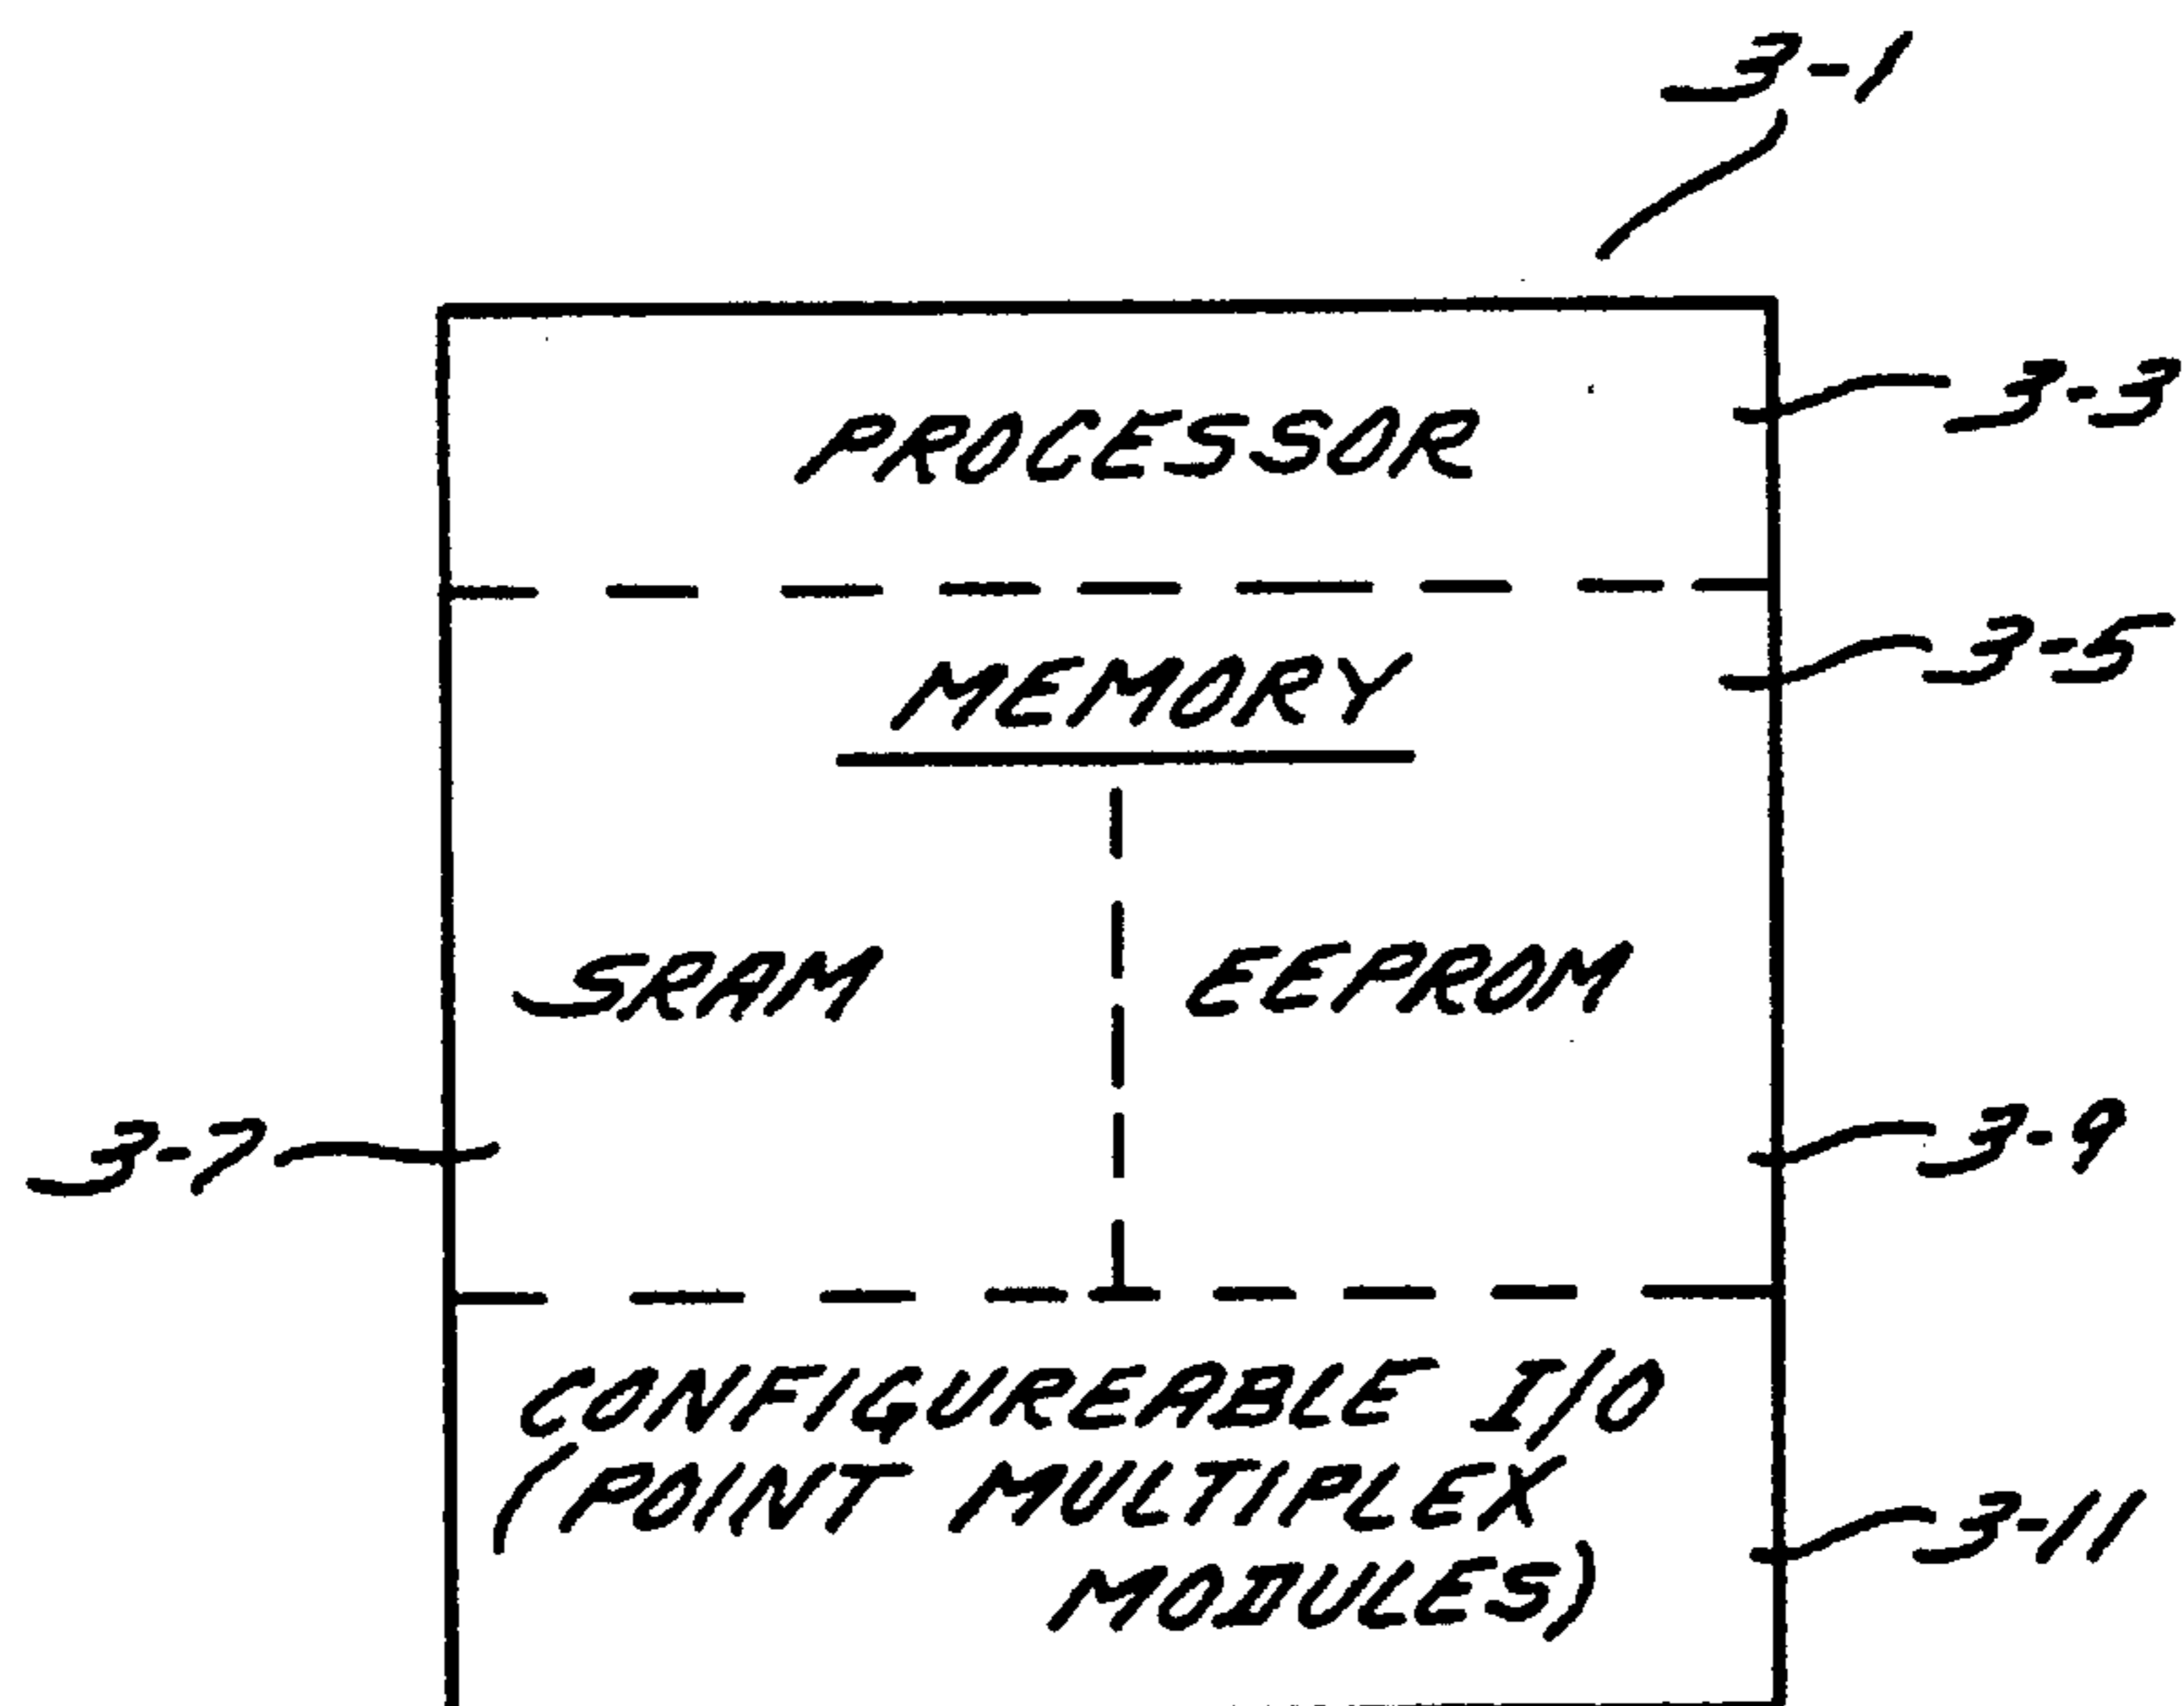 3-1
PROCESSOR
3-3
MEMORY
3-5
SRAM
EEPROM
3-7
3-9
CONFIGUREABLE I/O
(POINT MULTIPLEX
MODULES)
3-11